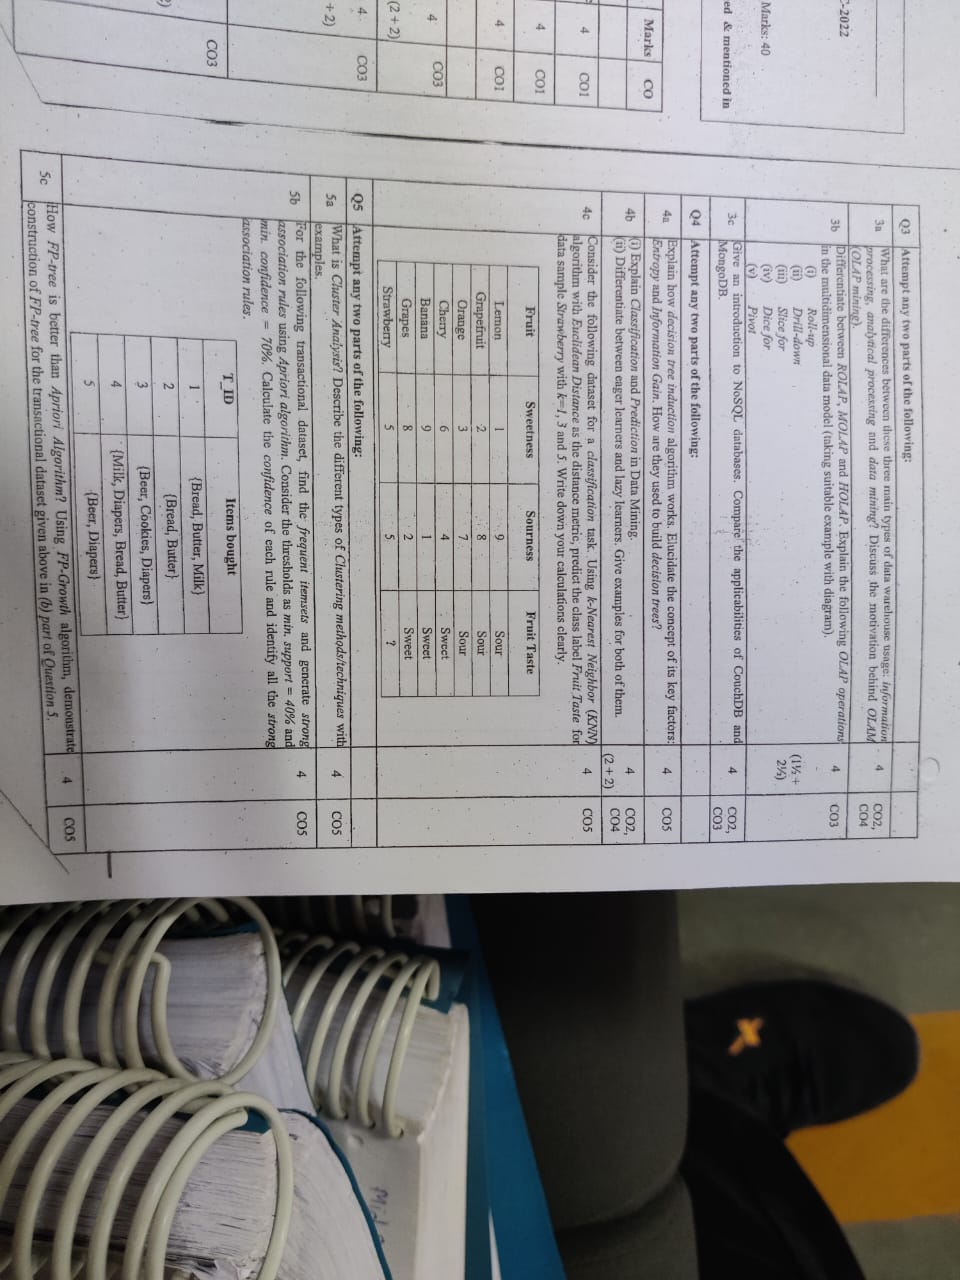 -2022
Marks: 40
ed & mentioned in
Marks CO
4 CO1
4 CO1
4 CO1
4 CO3
(2 + 2)
4 CO3
+ 2)
CO3
Q3 Attempt any two parts of the following:
3a What are the differences between these three main types of data warehouse usage: information 4 CO2,
processing, analytical processing and data mining? Discuss the motivation behind OLAM CO4
(OLAP mining).
3b Differentiate between ROLAP, MOLAP and HOLAP. Explain the following OLAP operations 4 CO3
in the multidimensional data model (taking suitable example with diagram).
(i) Roll-up (1½ +
(ii) Drill-down 2½)
(iii) Slice for
(iv) Dice for
(v) Pivot
3c Give an introduction to NoSQL databases. Compare the applicabilities of CouchDB and 4 CO2,
MongoDB. CO3
Q4 Attempt any two parts of the following:
4a Explain how decision tree induction algorithm works. Elucidate the concept of its key factors: 4 CO5
Entropy and Information Gain. How are they used to build decision trees?
4b (i) Explain Classification and Prediction in Data Mining. 4 CO2,
(ii) Differentiate between eager learners and lazy learners. Give examples for both of them. (2 + 2) CO4
4c Consider the following dataset for a classification task. Using k-Nearest Neighbor (KNN) 4 CO5
algorithm with Euclidean Distance as the distance metric, predict the class label Fruit Taste for
data sample Strawberry with k=1, 3 and 5. Write down your calculations clearly.
Fruit Sweetness Sourness Fruit Taste
Lemon 1 9 Sour
Grapefruit 2 8 Sour
Orange 3 7 Sour
Cherry 6 4 Sweet
Banana 9 1 Sweet
Grapes 8 2 Sweet
Strawberry 5 5 ?
Q5 Attempt any two parts of the following:
5a What is Cluster Analysis? Describe the different types of Clustering methods/techniques with 4 CO5
examples.
5b For the following transactional dataset, find the frequent itemsets and generate strong 4 CO5
association rules using Apriori algorithm. Consider the thresholds as min. support = 40% and
min. confidence = 70%. Calculate the confidence of each rule and identify all the strong
association rules.
T_ID Items bought
1 {Bread, Butter, Milk}
2 {Bread, Butter}
3 {Beer, Cookies, Diapers}
4 {Milk, Diapers, Bread, Butter}
5 {Beer, Diapers}
5c How FP-tree is better than Apriori Algorithm? Using FP-Growth algorithm, demonstrate 4 CO5
construction of FP-tree for the transactional dataset given above in (b) part of Question 5.